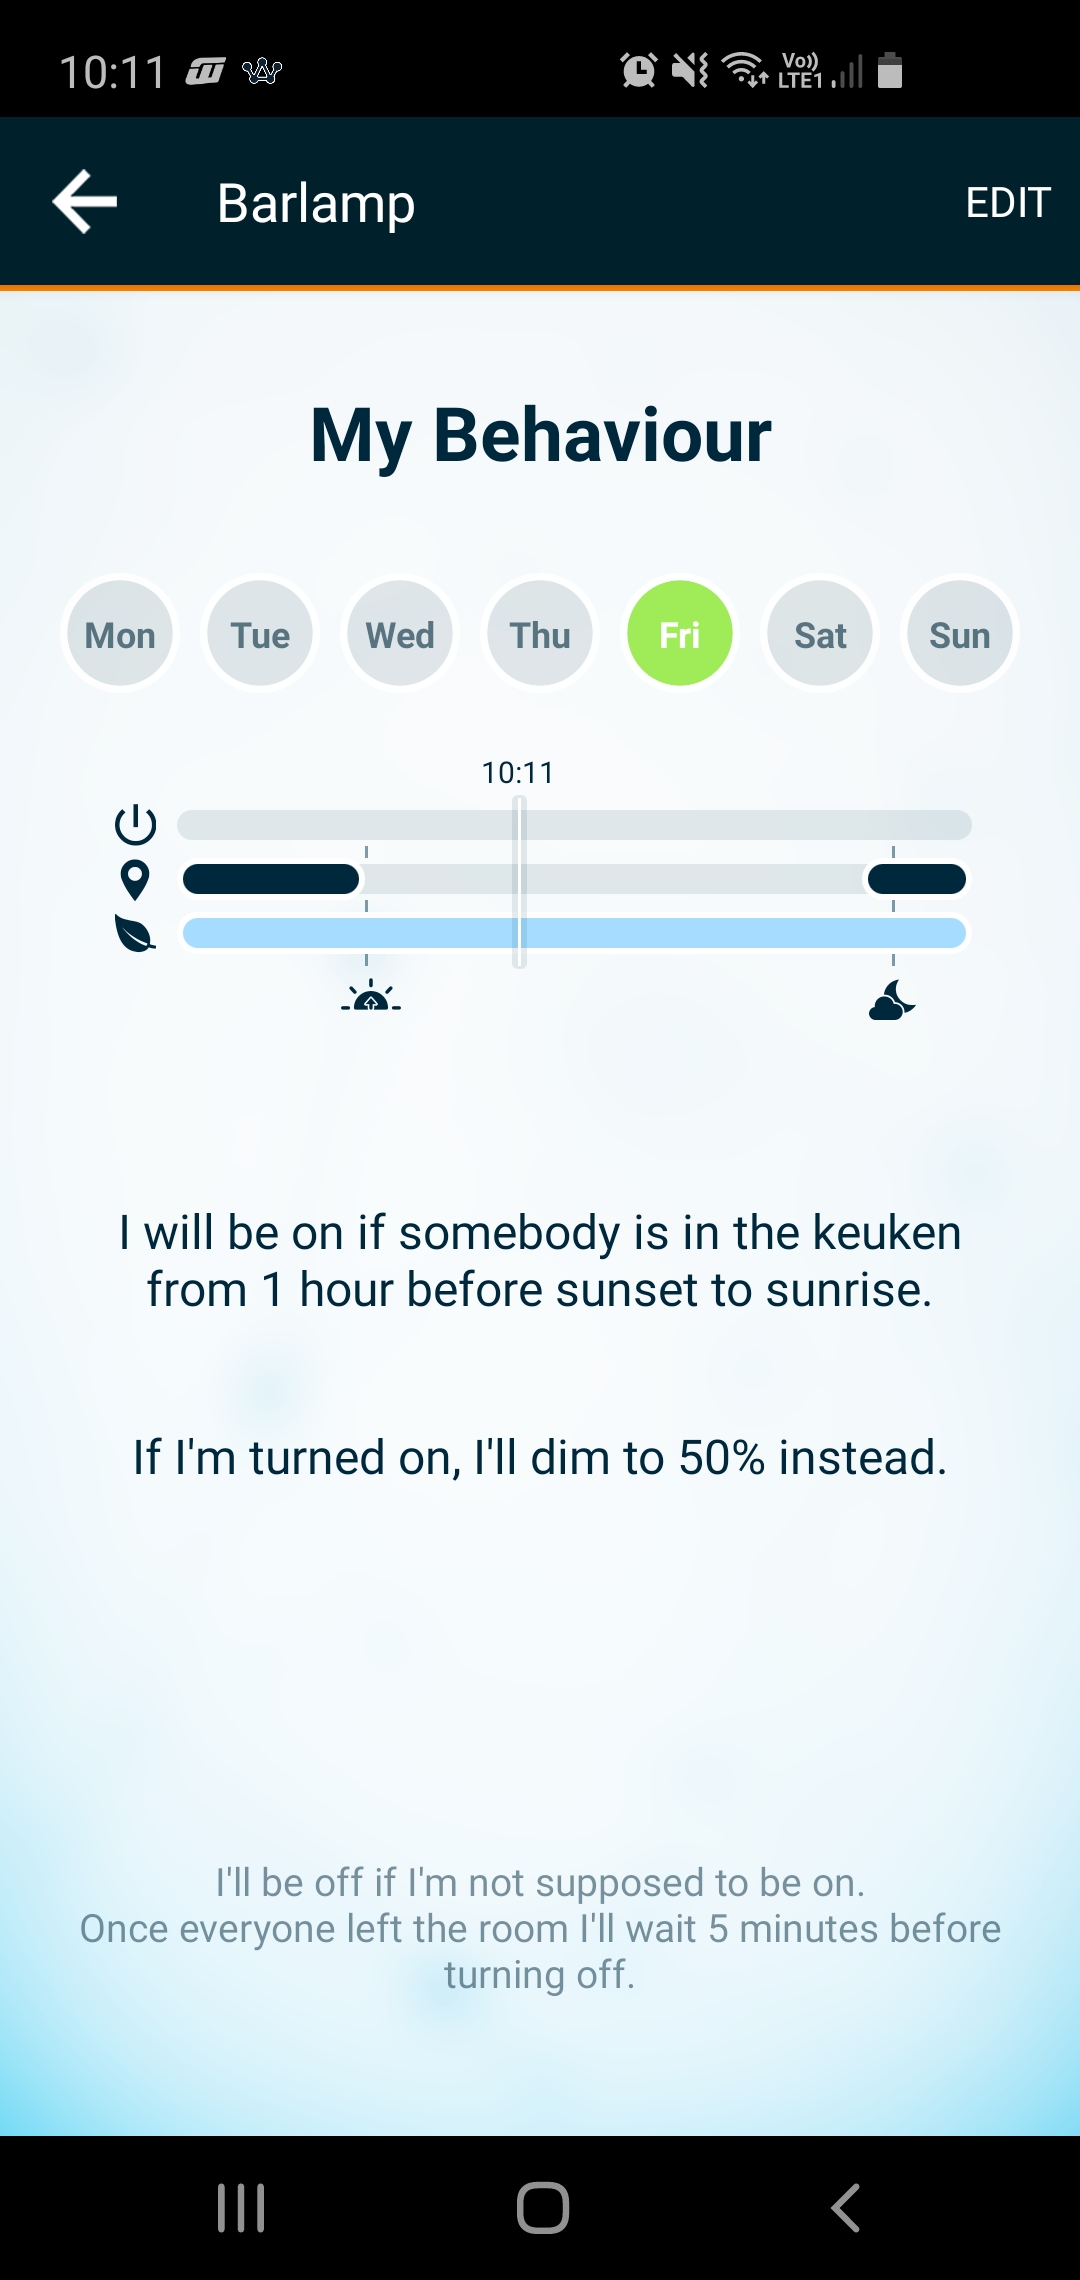 10:11
Vo))
LTE1
Barlamp
EDIT
My Behaviour
Mon Tue Wed Thu Fri Sat Sun
10:11
I will be on if somebody is in the keuken
from 1 hour before sunset to sunrise.
If I'm turned on, I'll dim to 50% instead.
I'll be off if I'm not supposed to be on.
Once everyone left the room I'll wait 5 minutes before
turning off.